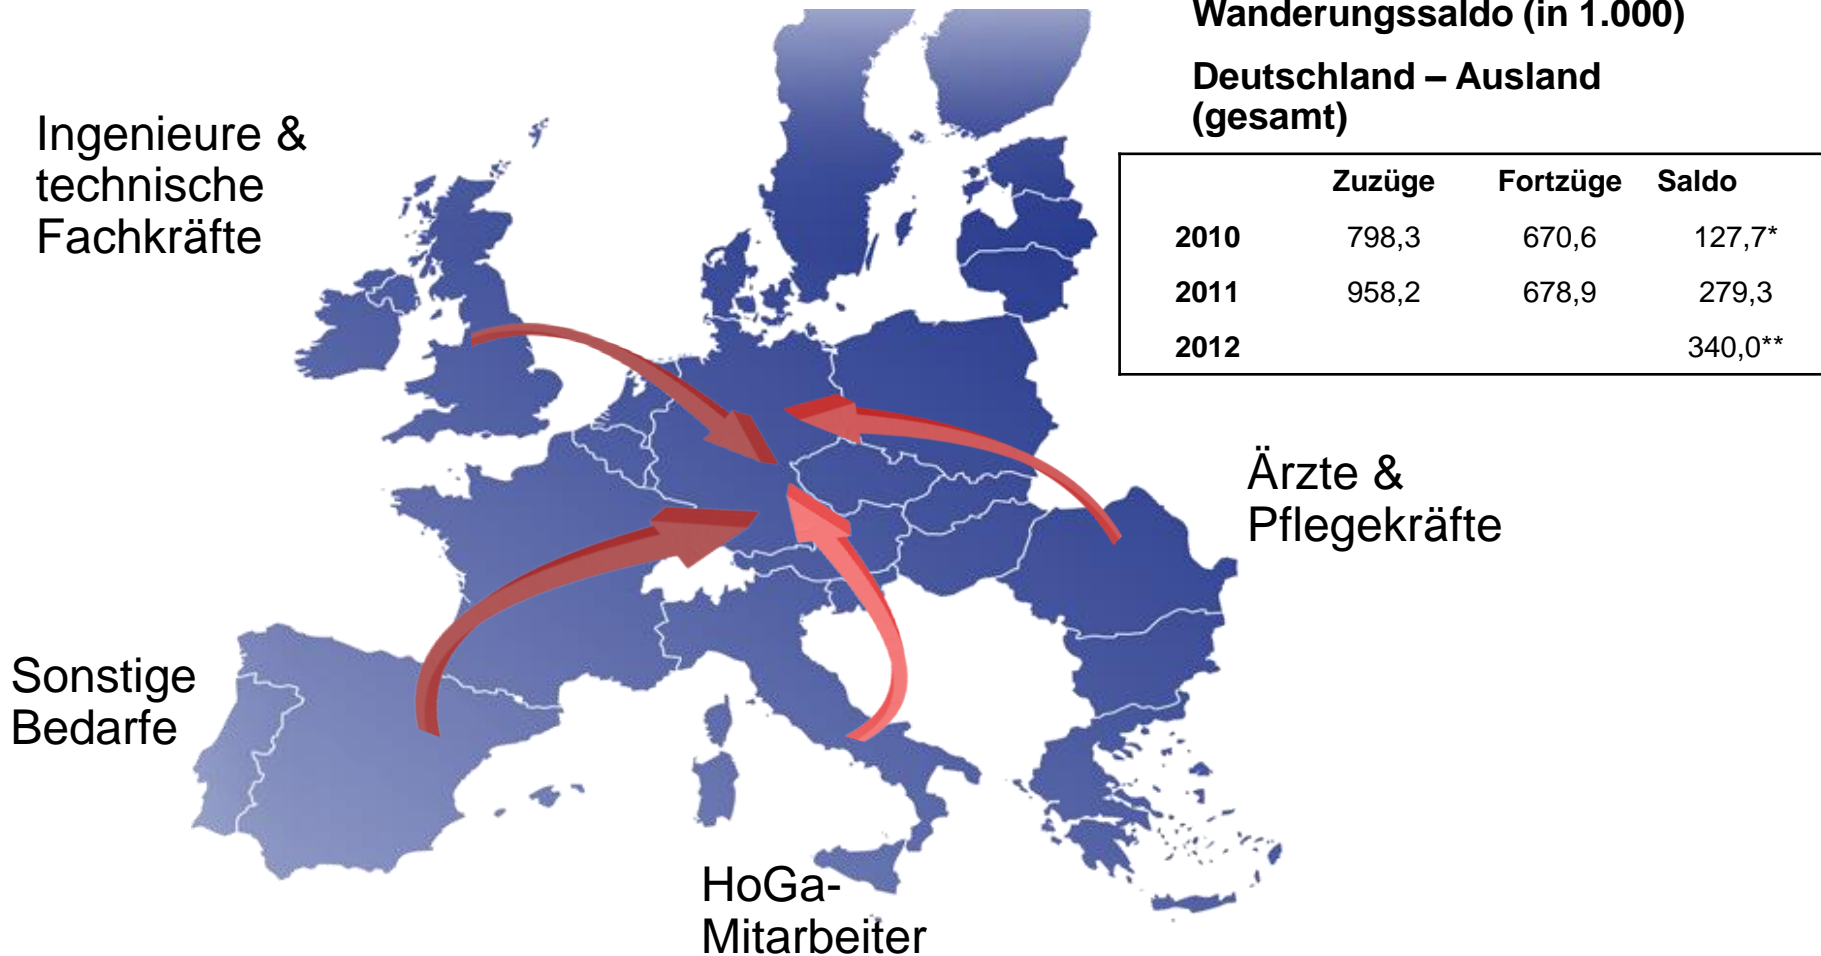 Wanderungssaldo (in 1.000)
Deutschland – Ausland
(gesamt)
Zuzüge Fortzüge Saldo
2010 798,3 670,6 127,7*
2011 958,2 678,9 279,3
2012 340,0**
Ingenieure &
technische
Fachkräfte
Ärzte &
Pflegekräfte
Sonstige
Bedarfe
HoGa-
Mitarbeiter